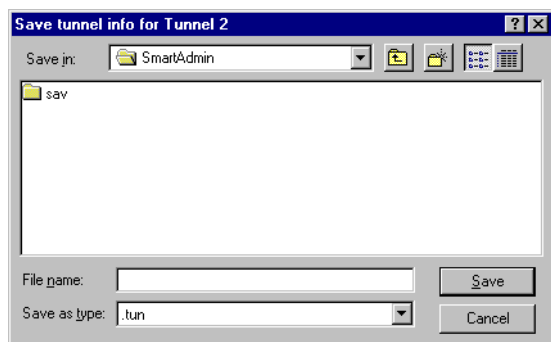 Save tunnel info for Tunnel 2
Save in: SmartAdmin
sav
File name:
Save
Save as type: .tun
Cancel